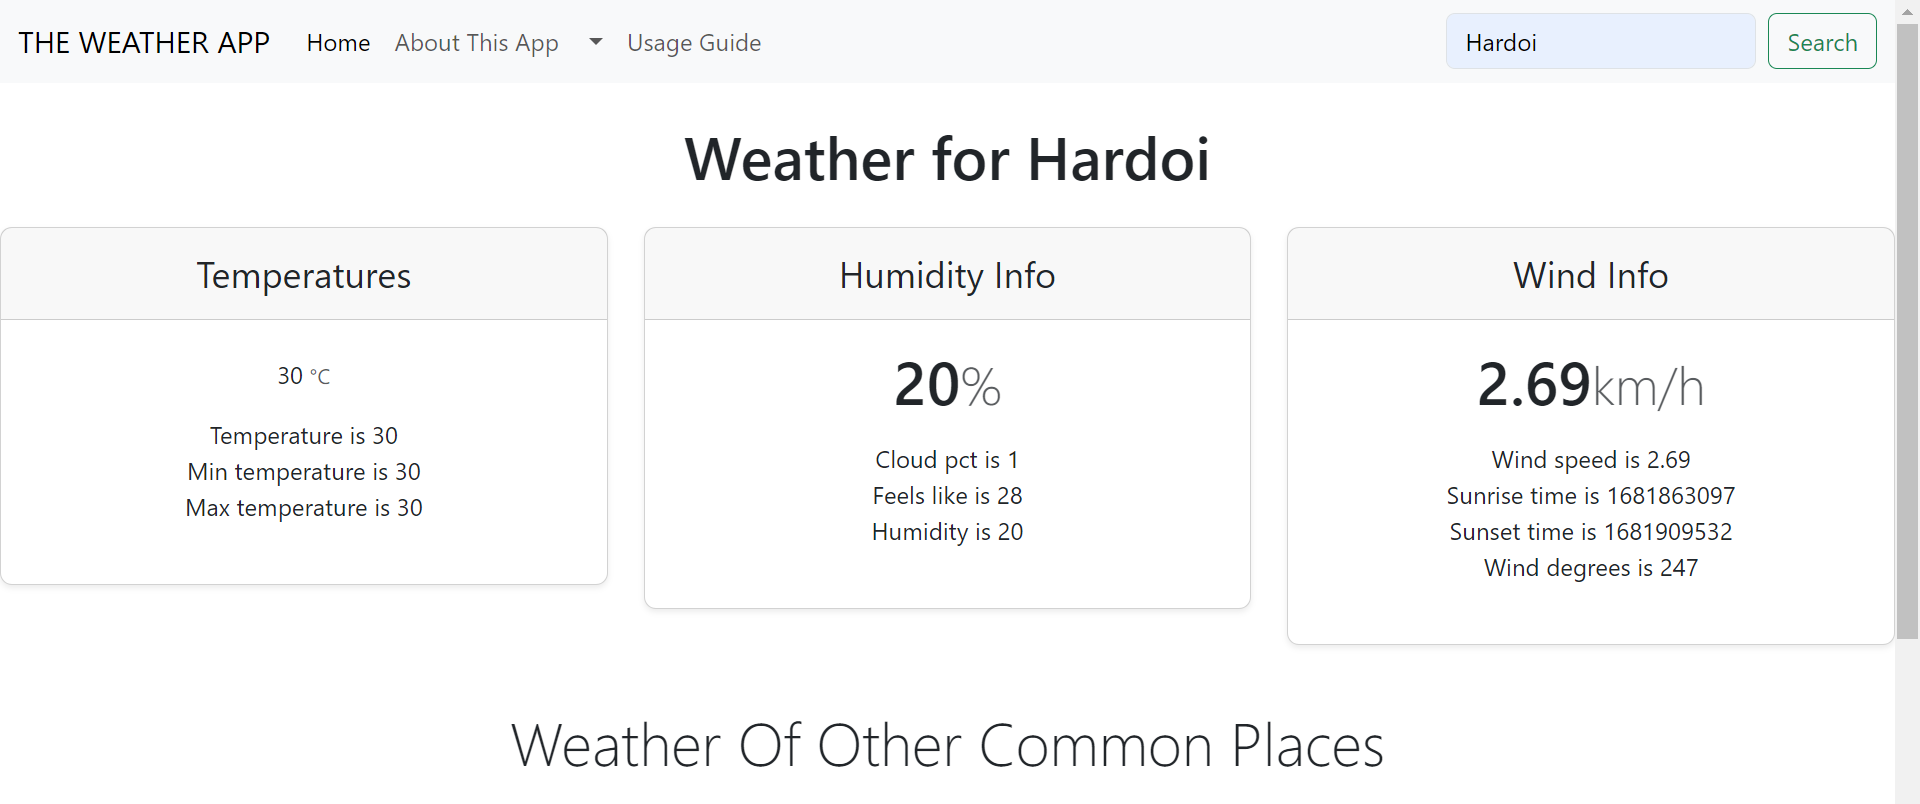 THE WEATHER APP Home About This App Usage Guide Hardoi Search
Weather for Hardoi
Temperatures
30 °C
Temperature is 30
Min temperature is 30
Max temperature is 30
Humidity Info
20%
Cloud pct is 1
Feels like is 28
Humidity is 20
Wind Info
2.69km/h
Wind speed is 2.69
Sunrise time is 1681863097
Sunset time is 1681909532
Wind degrees is 247
Weather Of Other Common Places